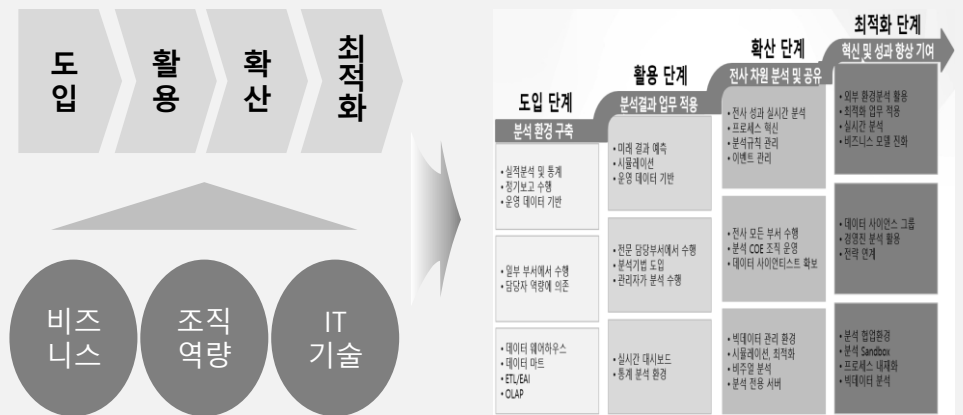 도입
활용
확산
최적화
비즈
니스
조직
역량
IT
기술
도입 단계
분석 환경 구축
• 실적분석 및 통계
• 정기보고 수행
• 운영 데이터 기반
• 일부 부서에서 수행
• 담당자 역량에 의존
• 데이터 웨어하우스
• 데이터 마트
• ETL/EAI
• OLAP
활용 단계
분석결과 업무 적용
• 미래 결과 예측
• 시뮬레이션
• 운영 데이터 기반
• 전문 담당부서에서 수행
• 분석기법 도입
• 관리자가 분석 수행
• 실시간 대시보드
• 통계 분석 환경
확산 단계
전사 차원 분석 및 공유
• 전사 성과 실시간 분석
• 프로세스 혁신
• 분석규칙 관리
• 이벤트 관리
• 전사 모든 부서 수행
• 분석 COE 조직 운영
• 데이터 사이언티스트 확보
• 빅데이터 관리 환경
• 시뮬레이션, 최적화
• 비주얼 분석
• 분석 전용 서버
최적화 단계
혁신 및 성과 향상 기여
• 외부 환경분석 활용
• 최적화 업무 적용
• 실시간 분석
• 비즈니스 모델 진화
• 데이터 사이언스 그룹
• 경영진 분석 활용
• 전략 연계
• 분석 협업환경
• 분석 Sandbox
• 프로세스 내재화
• 빅데이터 분석